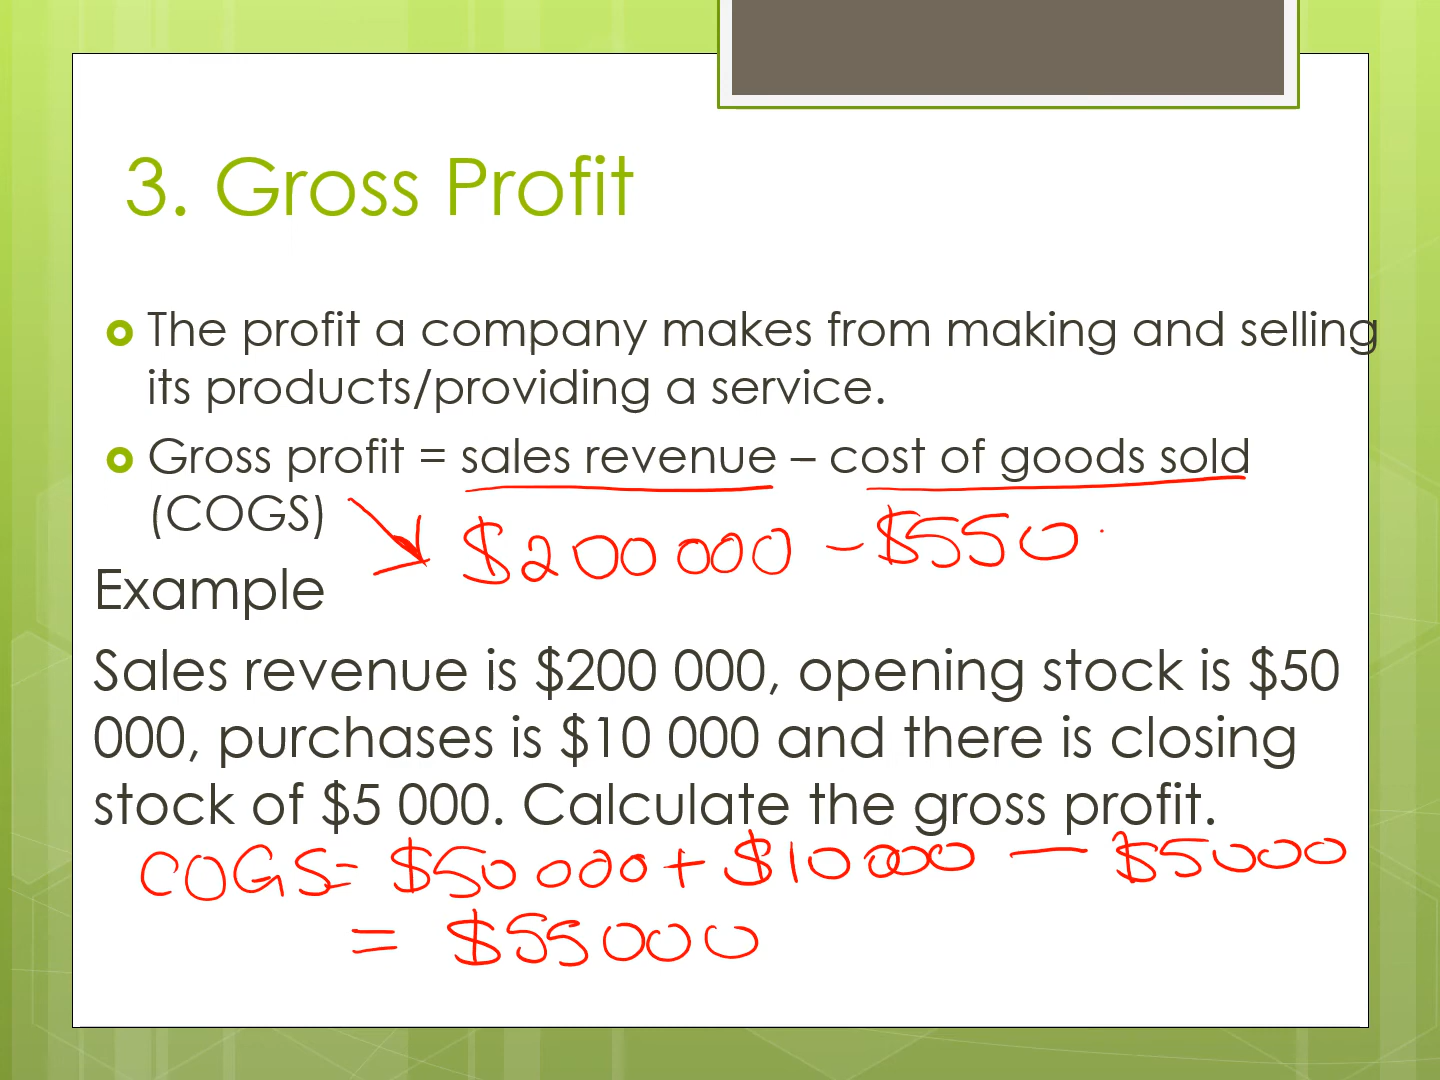 3. Gross Profit
The profit a company makes from making and selling
its products/providing a service.
Gross profit = sales revenue – cost of goods sold
(COGS)
$200 000 – $550
Example
Sales revenue is $200 000, opening stock is $50
000, purchases is $10 000 and there is closing
stock of $5 000. Calculate the gross profit.
COGS = $50 000 + $10 000 – $5000
= $55000